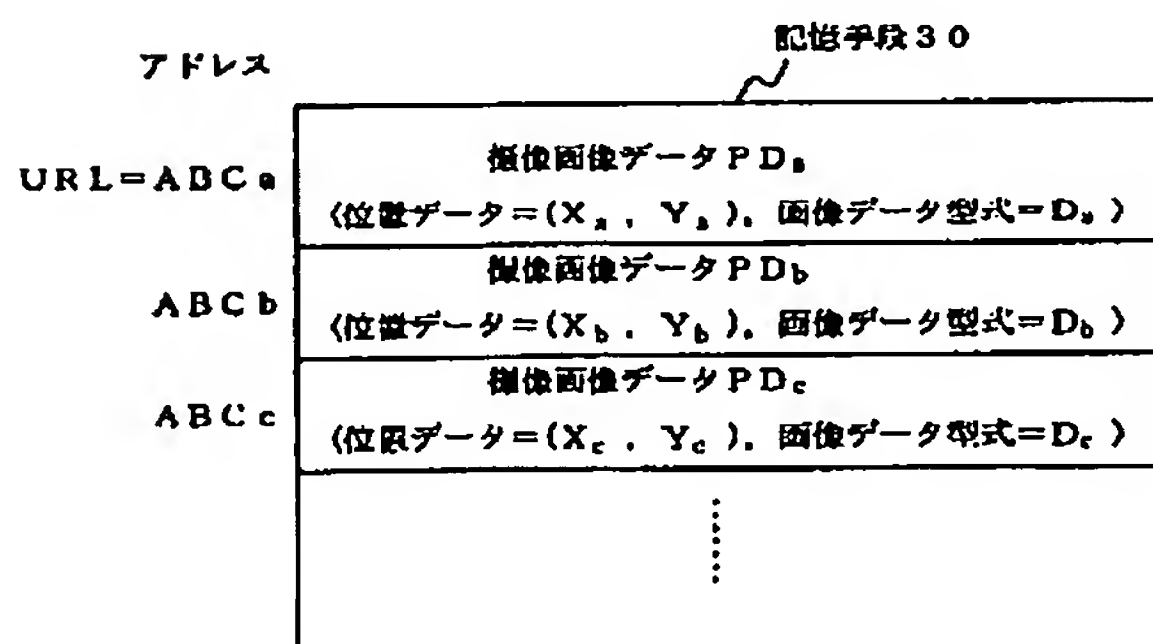 記憶手段30
アドレス
URL=ABCa
撮像画像データPDa
(位置データ=(Xa, Ya), 画像データ型式=Da)
ABCb
撮像画像データPDb
(位置データ=(Xb, Yb), 画像データ型式=Db)
ABCc
撮像画像データPDc
(位置データ=(Xc, Yc), 画像データ型式=Dc)